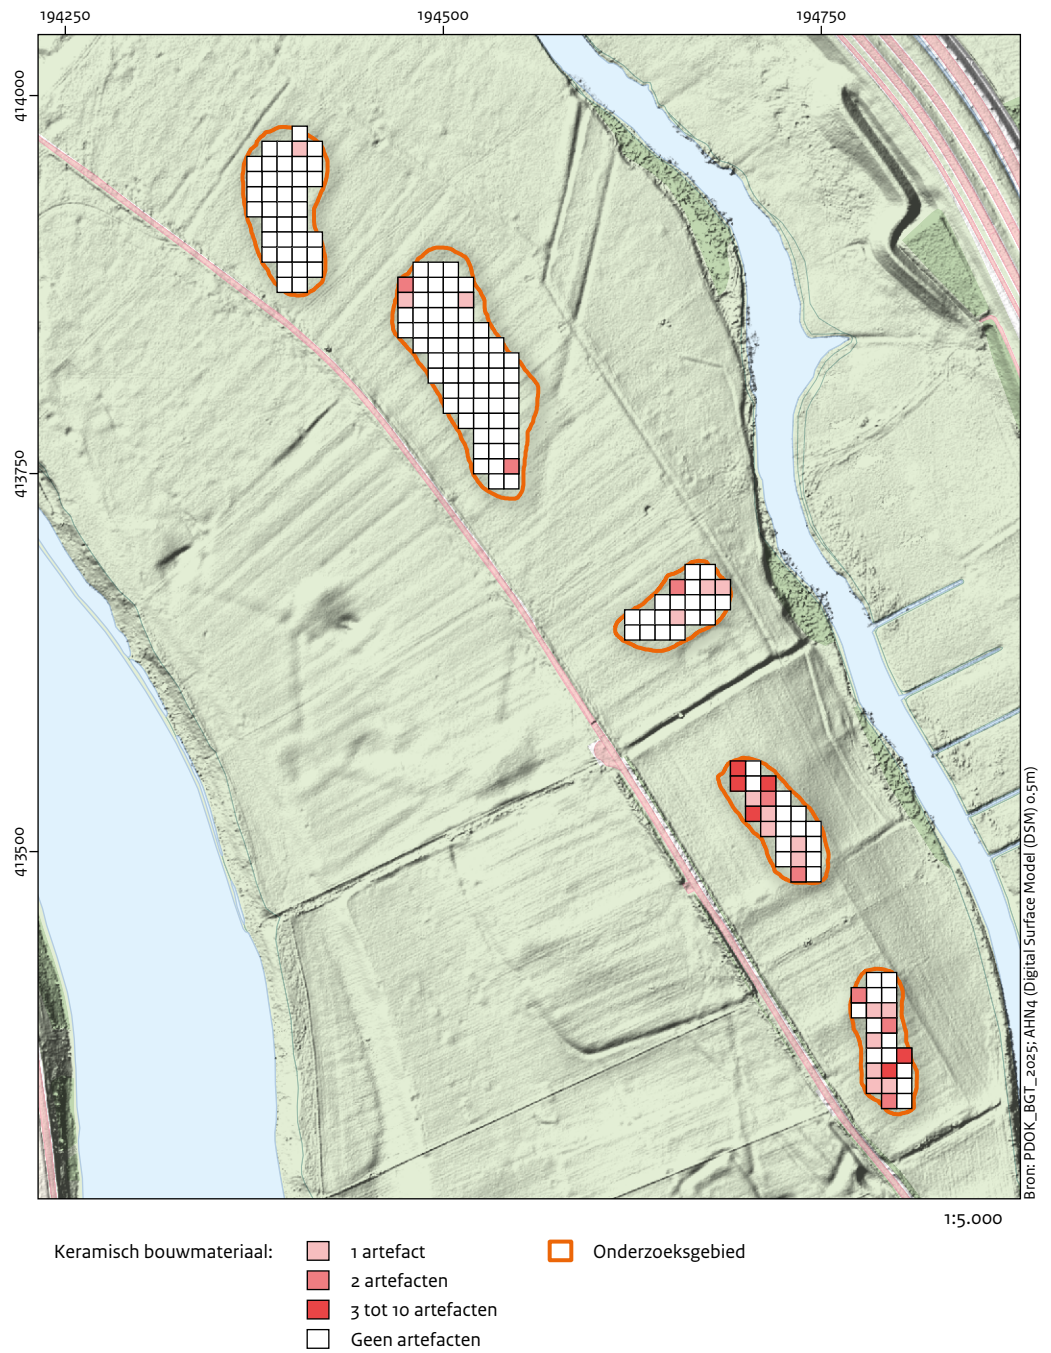 194250
194500
194750
414000
413750
413500
Bron: PDOK_BGT_2025; AHN4 (Digital Surface Model (DSM) 0.5m)
1:5.000
Keramisch bouwmateriaal:
1 artefact
2 artefacten
3 tot 10 artefacten
Geen artefacten
Onderzoeksgebied